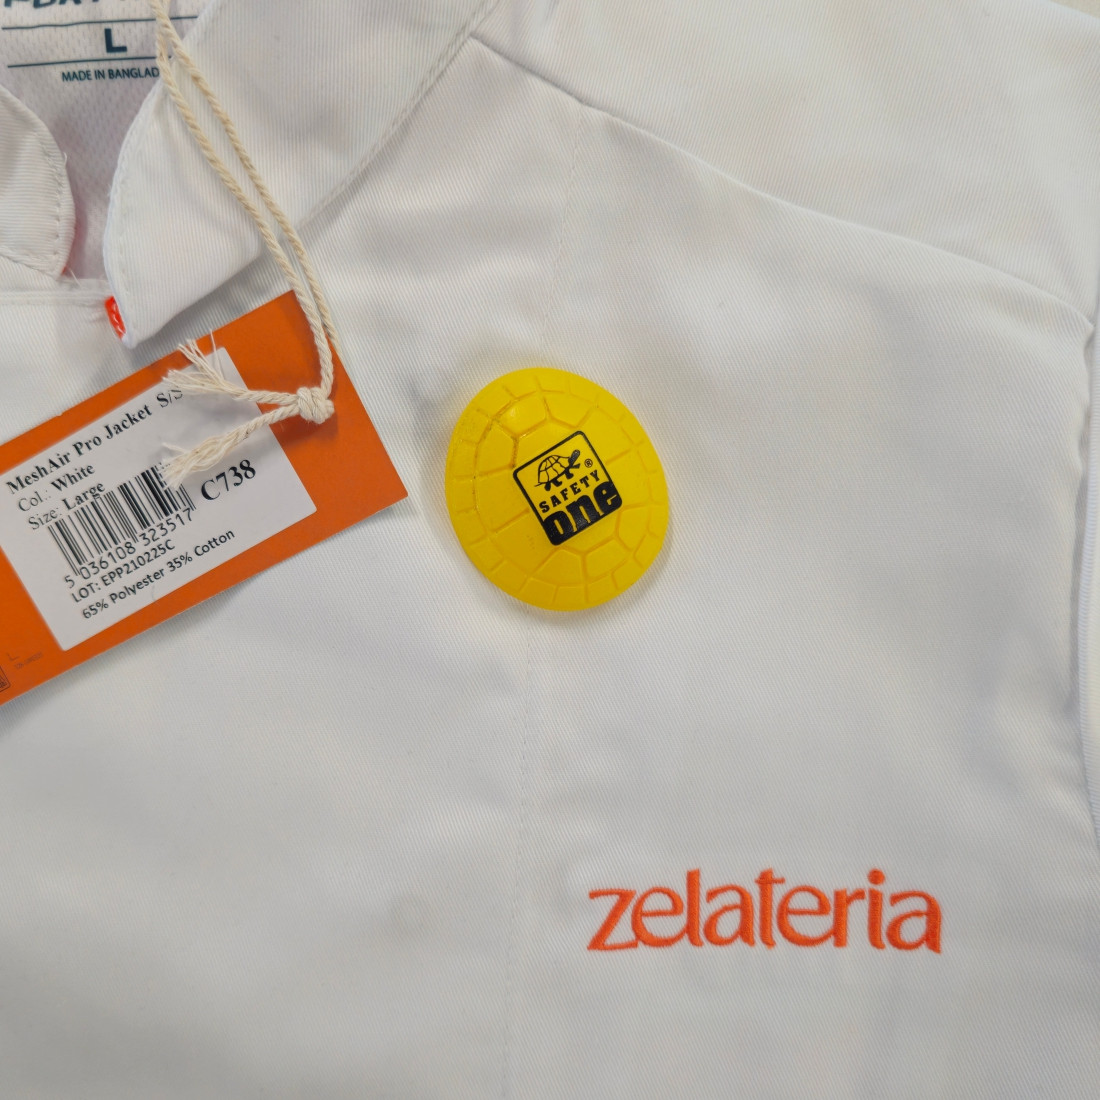 L
MADE IN BANGLAD
MeshAir Pro Jacket S/S
Col.: White
Size: Large
C738
5 036108 323517
LOT: EPP210225C
65% Polyester 35% Cotton
SAFETY
one
®
zelateria